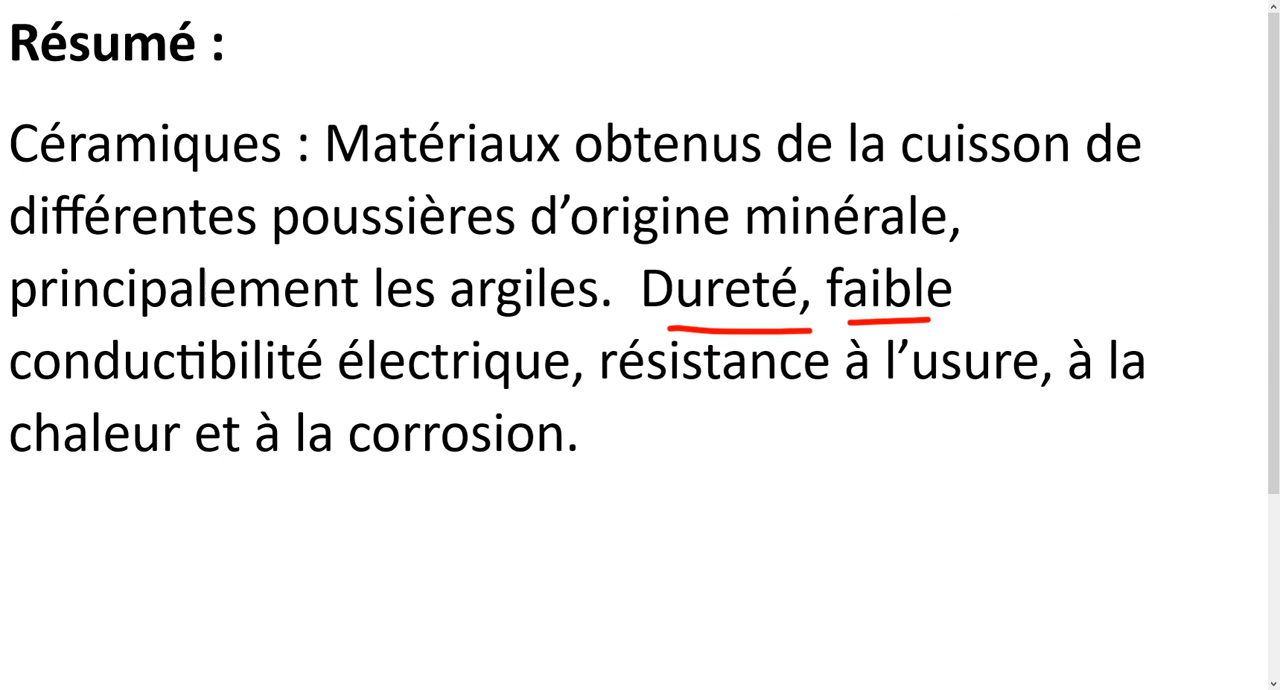 Résumé :
Céramiques : Matériaux obtenus de la cuisson de
différentes poussières d’origine minérale,
principalement les argiles.  Dureté, faible
conductibilité électrique, résistance à l’usure, à la
chaleur et à la corrosion.